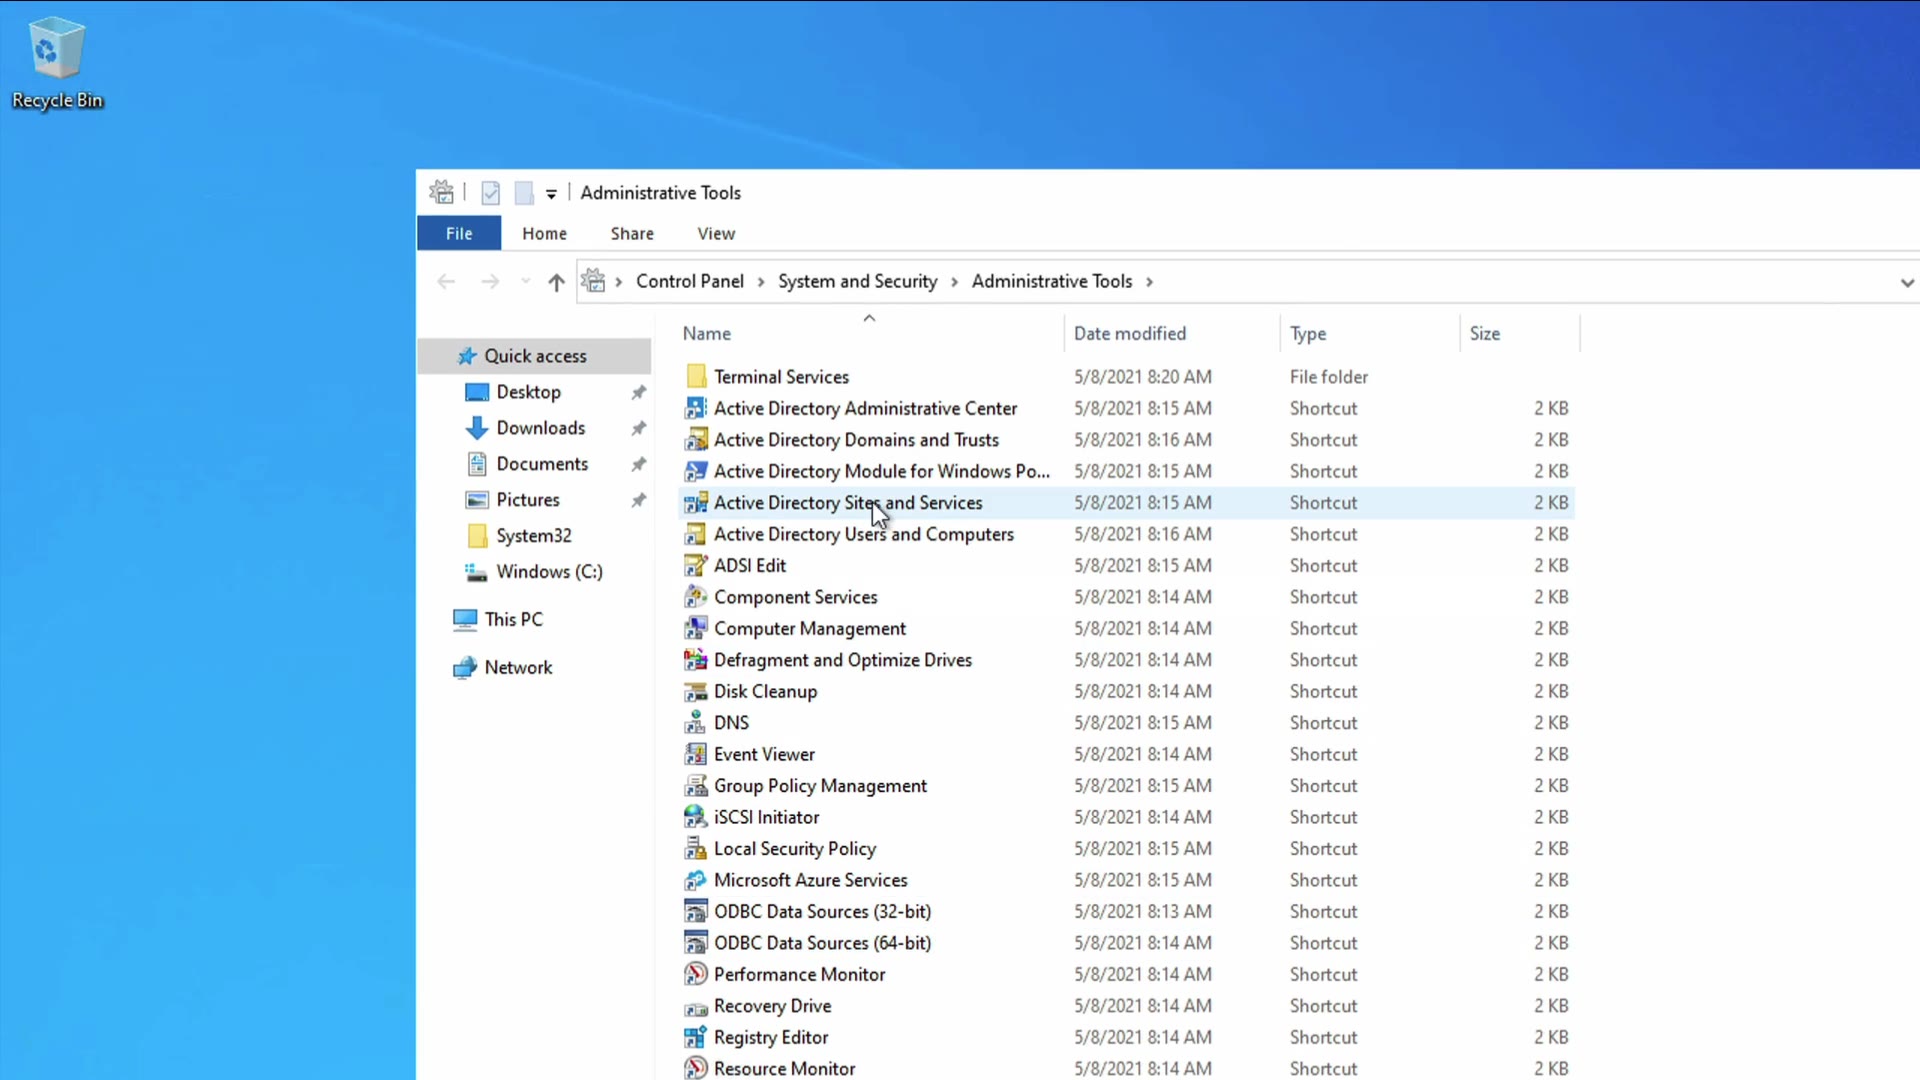 Recycle Bin
Administrative Tools
File Home Share View
Control Panel System and Security Administrative Tools
Name Date modified Type Size
Quick access
Desktop
Downloads
Documents
Pictures
System32
Windows (C:)
This PC
Network
Terminal Services 5/8/2021 8:20 AM File folder
Active Directory Administrative Center 5/8/2021 8:15 AM Shortcut 2 KB
Active Directory Domains and Trusts 5/8/2021 8:16 AM Shortcut 2 KB
Active Directory Module for Windows Po... 5/8/2021 8:15 AM Shortcut 2 KB
Active Directory Sites and Services 5/8/2021 8:15 AM Shortcut 2 KB
Active Directory Users and Computers 5/8/2021 8:16 AM Shortcut 2 KB
ADSI Edit 5/8/2021 8:15 AM Shortcut 2 KB
Component Services 5/8/2021 8:14 AM Shortcut 2 KB
Computer Management 5/8/2021 8:14 AM Shortcut 2 KB
Defragment and Optimize Drives 5/8/2021 8:14 AM Shortcut 2 KB
Disk Cleanup 5/8/2021 8:14 AM Shortcut 2 KB
DNS 5/8/2021 8:15 AM Shortcut 2 KB
Event Viewer 5/8/2021 8:14 AM Shortcut 2 KB
Group Policy Management 5/8/2021 8:15 AM Shortcut 2 KB
iSCSI Initiator 5/8/2021 8:14 AM Shortcut 2 KB
Local Security Policy 5/8/2021 8:15 AM Shortcut 2 KB
Microsoft Azure Services 5/8/2021 8:15 AM Shortcut 2 KB
ODBC Data Sources (32-bit) 5/8/2021 8:13 AM Shortcut 2 KB
ODBC Data Sources (64-bit) 5/8/2021 8:14 AM Shortcut 2 KB
Performance Monitor 5/8/2021 8:14 AM Shortcut 2 KB
Recovery Drive 5/8/2021 8:14 AM Shortcut 2 KB
Registry Editor 5/8/2021 8:14 AM Shortcut 2 KB
Resource Monitor 5/8/2021 8:14 AM Shortcut 2 KB